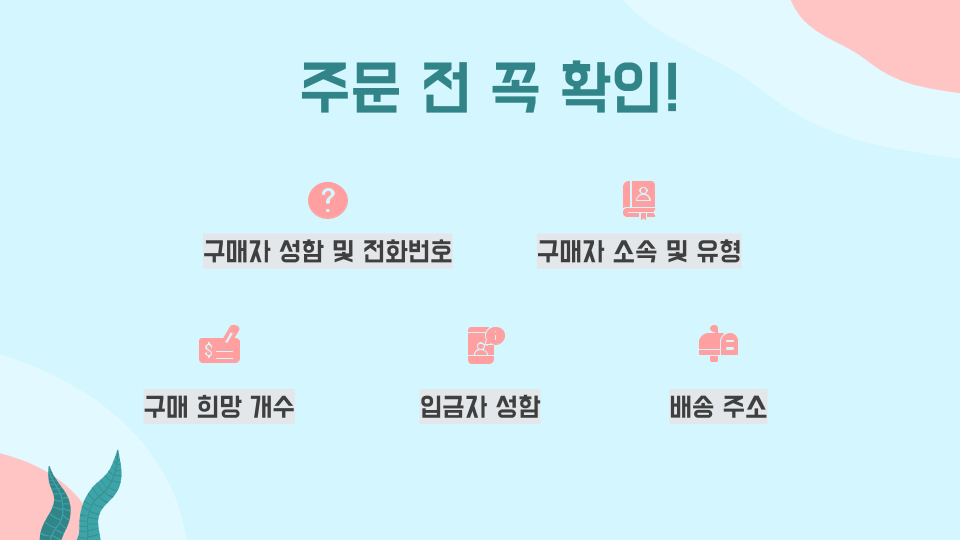 주문 전 꼭 확인!
구매자 성함 및 전화번호
구매자 소속 및 유형
구매 희망 개수
입금자 성함
배송 주소